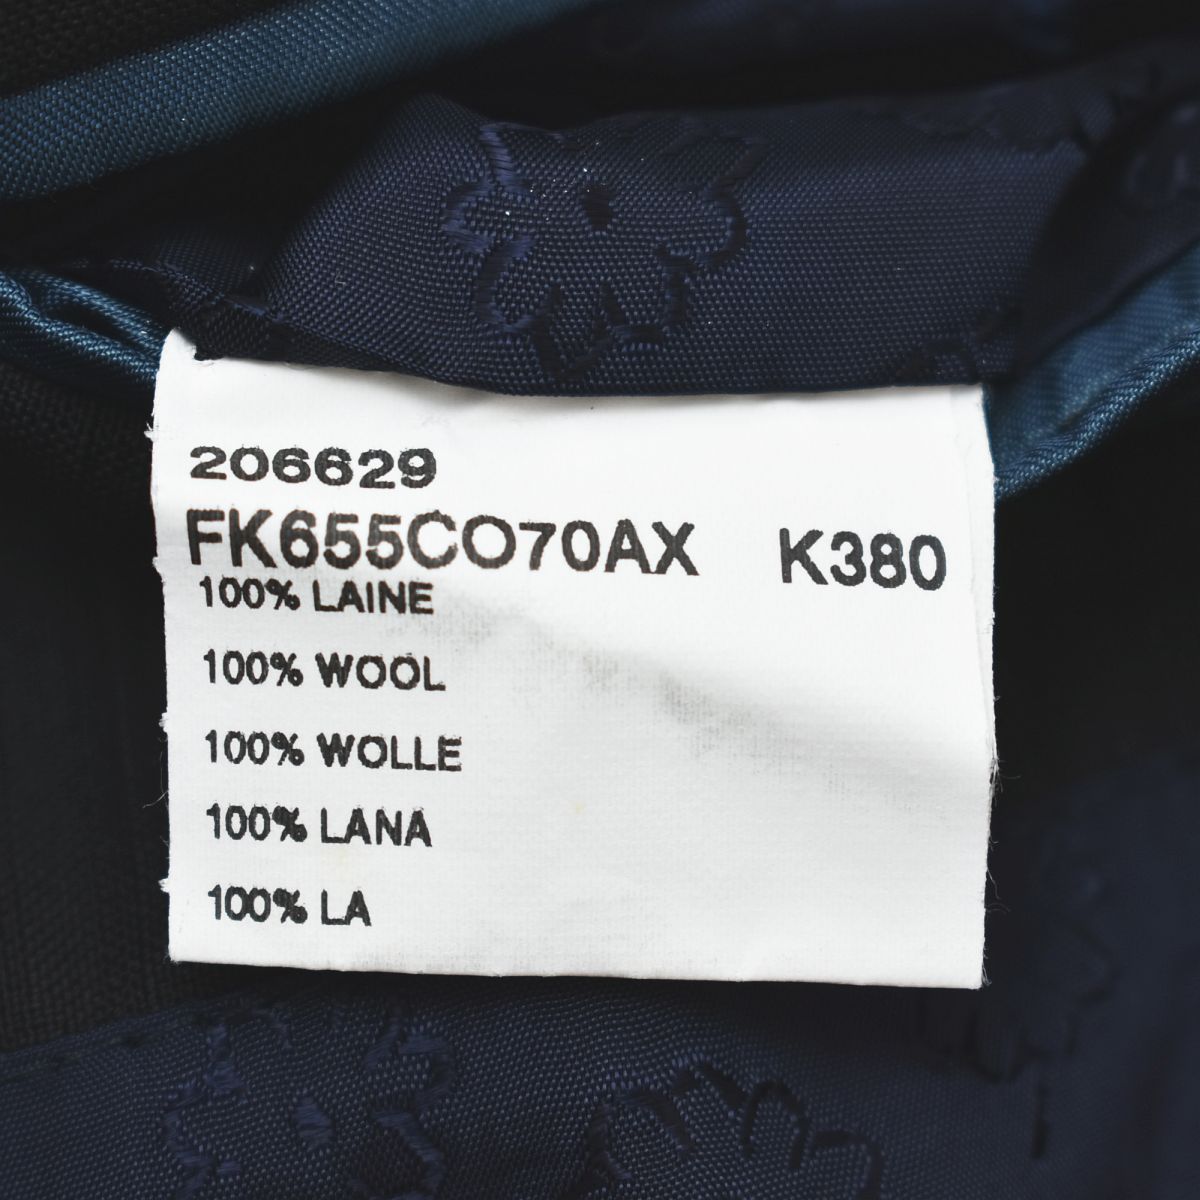 206629
FK655CO70AX K380
100% LAINE
100% WOOL
100% WOLLE
100% LANA
100% LA